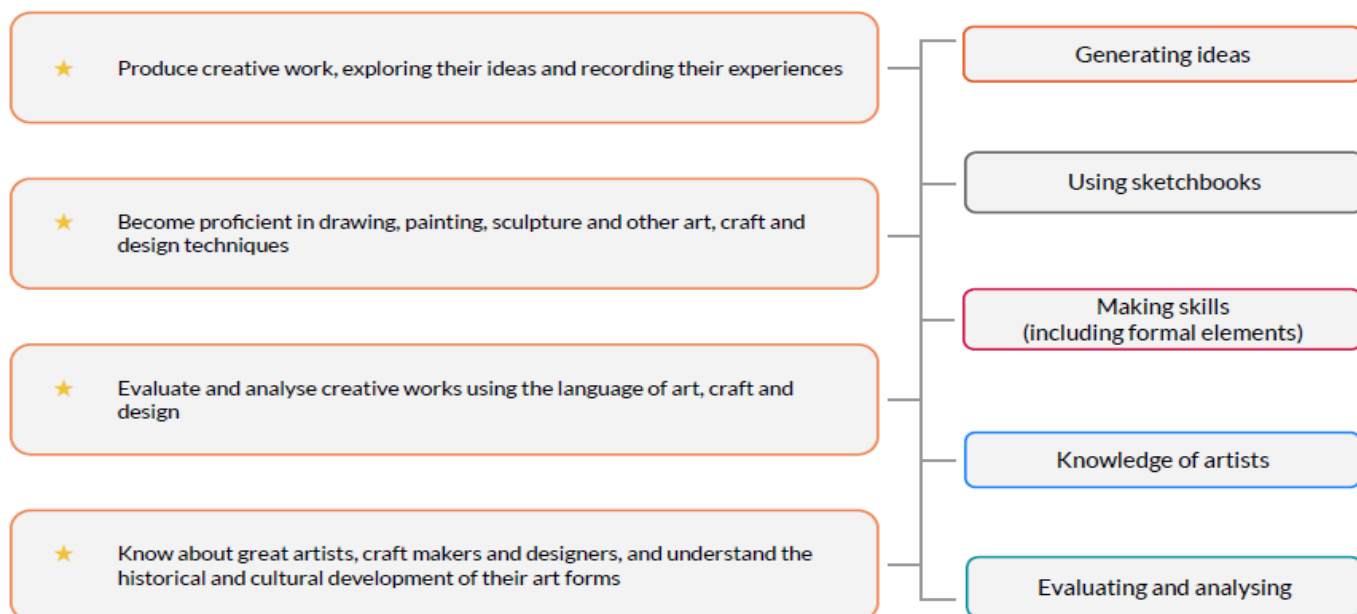 Produce creative work, exploring their ideas and recording their experiences
Become proficient in drawing, painting, sculpture and other art, craft and
design techniques
Evaluate and analyse creative works using the language of art, craft and
design
Know about great artists, craft makers and designers, and understand the
historical and cultural development of their art forms
Generating ideas
Using sketchbooks
Making skills
(including formal elements)
Knowledge of artists
Evaluating and analysing